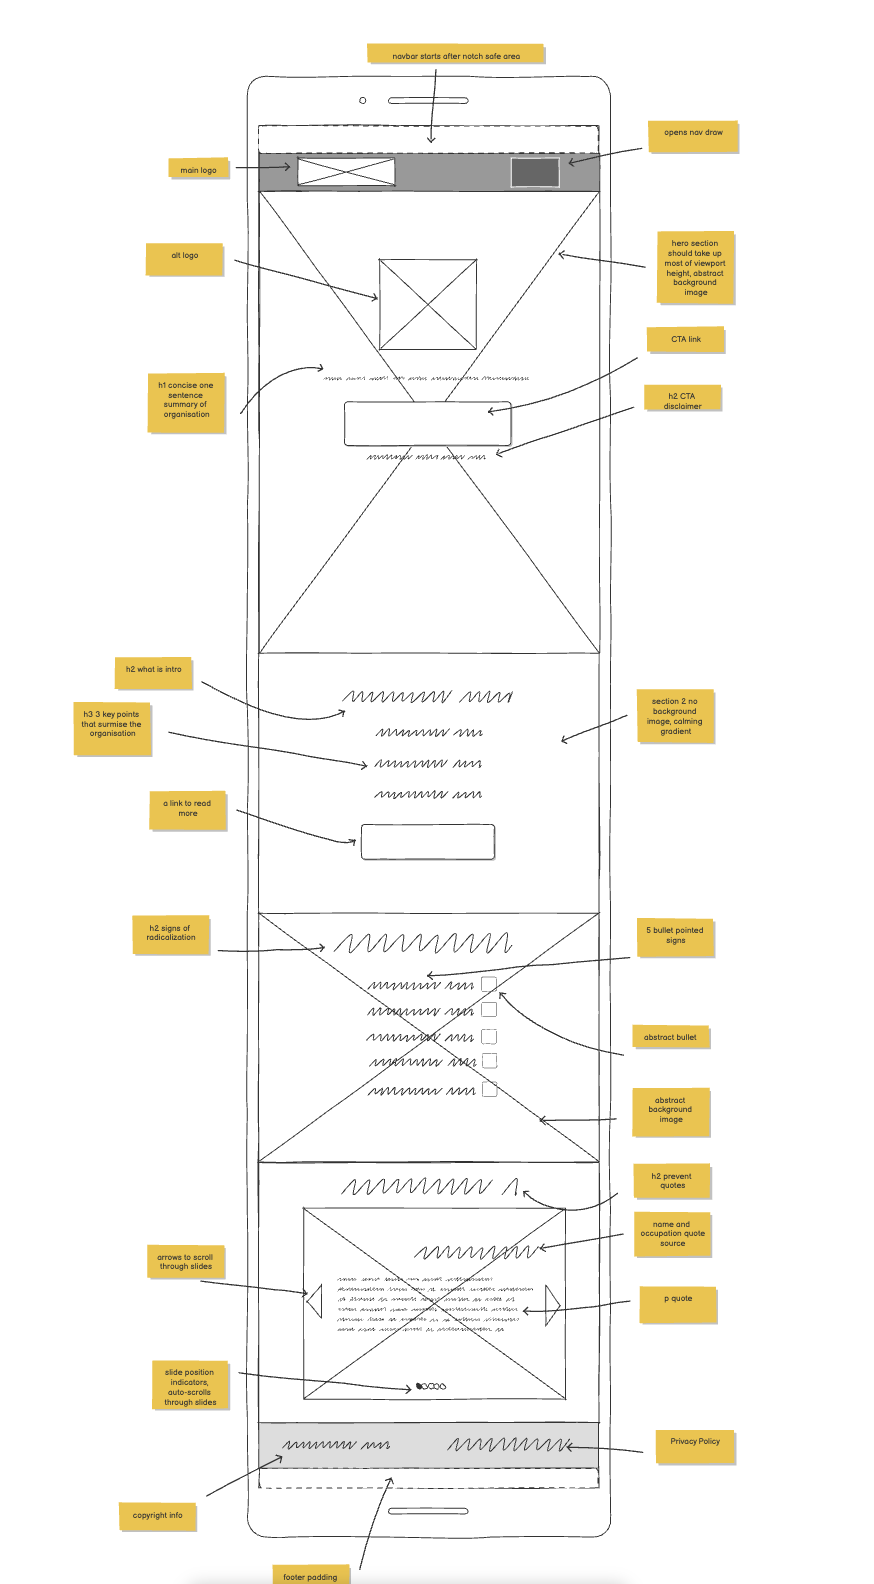 navbar starts after notch safe area
opens nav draw
main logo
hero section
should take up
most of viewport
height, abstract
background
image
alt logo
CTA link
h1 concise one
sentence
summary of
organisation
h2 CTA
disclaimer
h2 what is intro
section 2 no
background
image, calming
gradient
h3 3 key points
that surmise the
organisation
a link to read
more
h2 signs of
radicalization
5 bullet pointed
signs
abstract bullet
abstract
background
image
h2 prevent
quotes
name and
occupation quote
source
arrows to scroll
through slides
p quote
slide position
indicators,
auto-scrolls
through slides
Privacy Policy
copyright info
footer padding